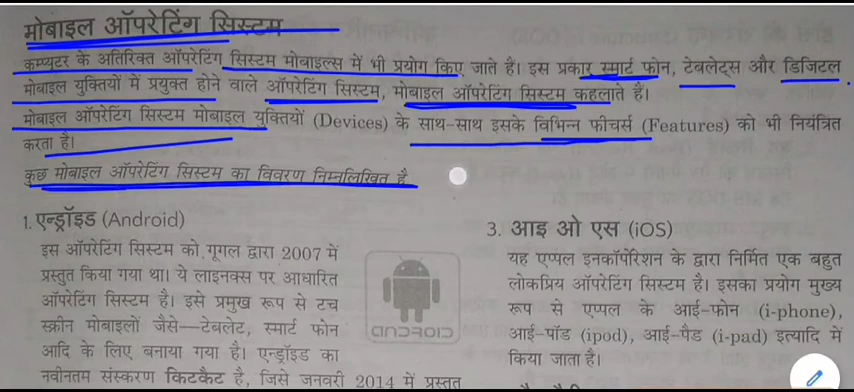 मोबाइल ऑपरेटिंग सिस्टम
कम्प्यूटर के अतिरिक्त ऑपरेटिंग सिस्टम मोबाइल्स में भी प्रयोग किए जाते हैं। इस प्रकार स्मार्ट फोन, टेबलेट्स और डिजिटल
मोबाइल युक्तियों में प्रयुक्त होने वाले ऑपरेटिंग सिस्टम, मोबाइल ऑपरेटिंग सिस्टम कहलाते हैं।
मोबाइल ऑपरेटिंग सिस्टम मोबाइल युक्तियों (Devices) के साथ-साथ इसके विभिन्न फीचर्स (Features) को भी नियंत्रित
करता है।
कुछ मोबाइल ऑपरेटिंग सिस्टम का विवरण निम्नलिखित है
1. एन्ड्रॉइड (Android)
इस ऑपरेटिंग सिस्टम को गूगल द्वारा 2007 में
प्रस्तुत किया गया था। ये लाइनक्स पर आधारित
ऑपरेटिंग सिस्टम है। इसे प्रमुख रूप से टच
स्क्रीन मोबाइलों जैसे—टेबलेट, स्मार्ट फोन
आदि के लिए बनाया गया है। एन्ड्रॉइड का
नवीनतम संस्करण किटकैट है, जिसे जनवरी 2014 में प्रस्तुत
ANDROID
3. आइ ओ एस (iOS)
यह एप्पल इनकॉर्पोरेशन के द्वारा निर्मित एक बहुत
लोकप्रिय ऑपरेटिंग सिस्टम है। इसका प्रयोग मुख्य
रूप से एप्पल के आई-फोन (i-phone),
आई-पॉड (ipod), आई-पैड (i-pad) इत्यादि में
किया जाता है।